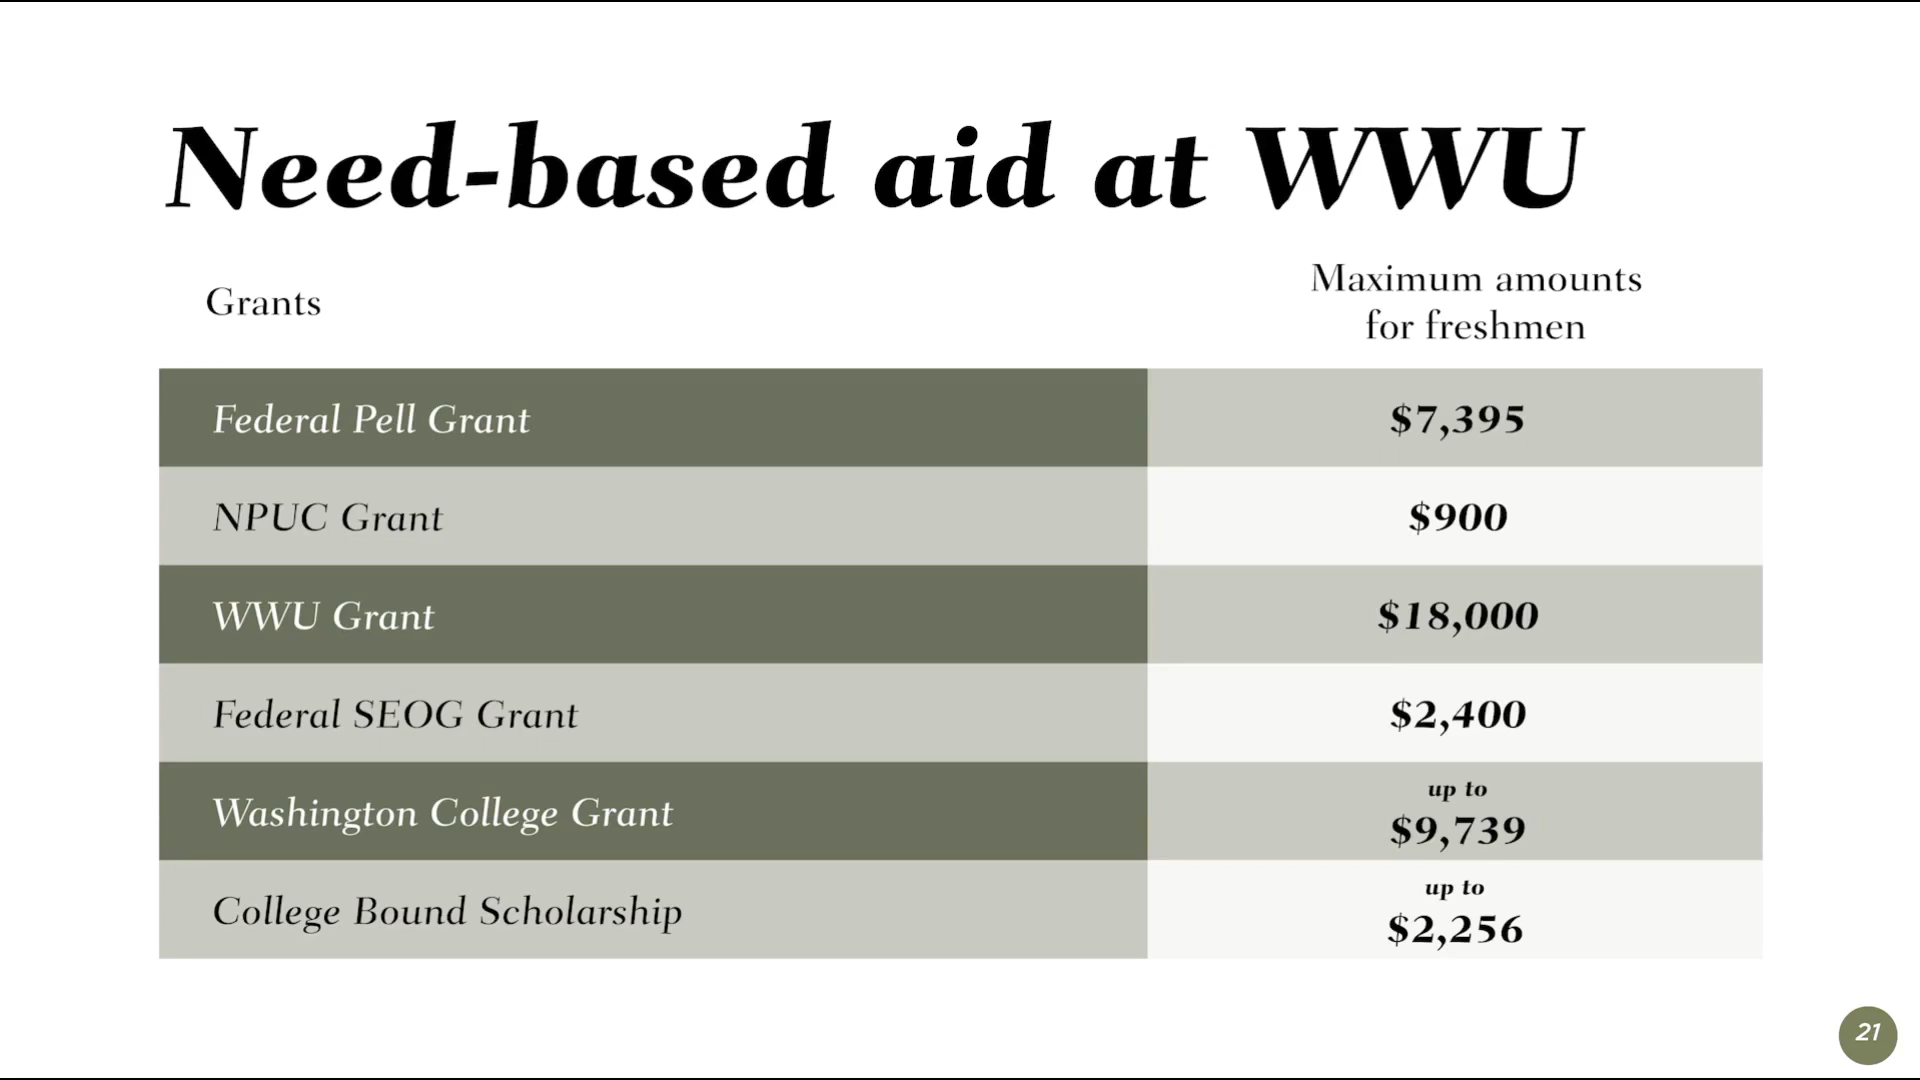 Need-based aid at WWU
Grants
Maximum amounts
for freshmen
Federal Pell Grant
$7,395
NPUC Grant
$900
WWU Grant
$18,000
Federal SEOG Grant
$2,400
Washington College Grant
up to
$9,739
College Bound Scholarship
up to
$2,256
21